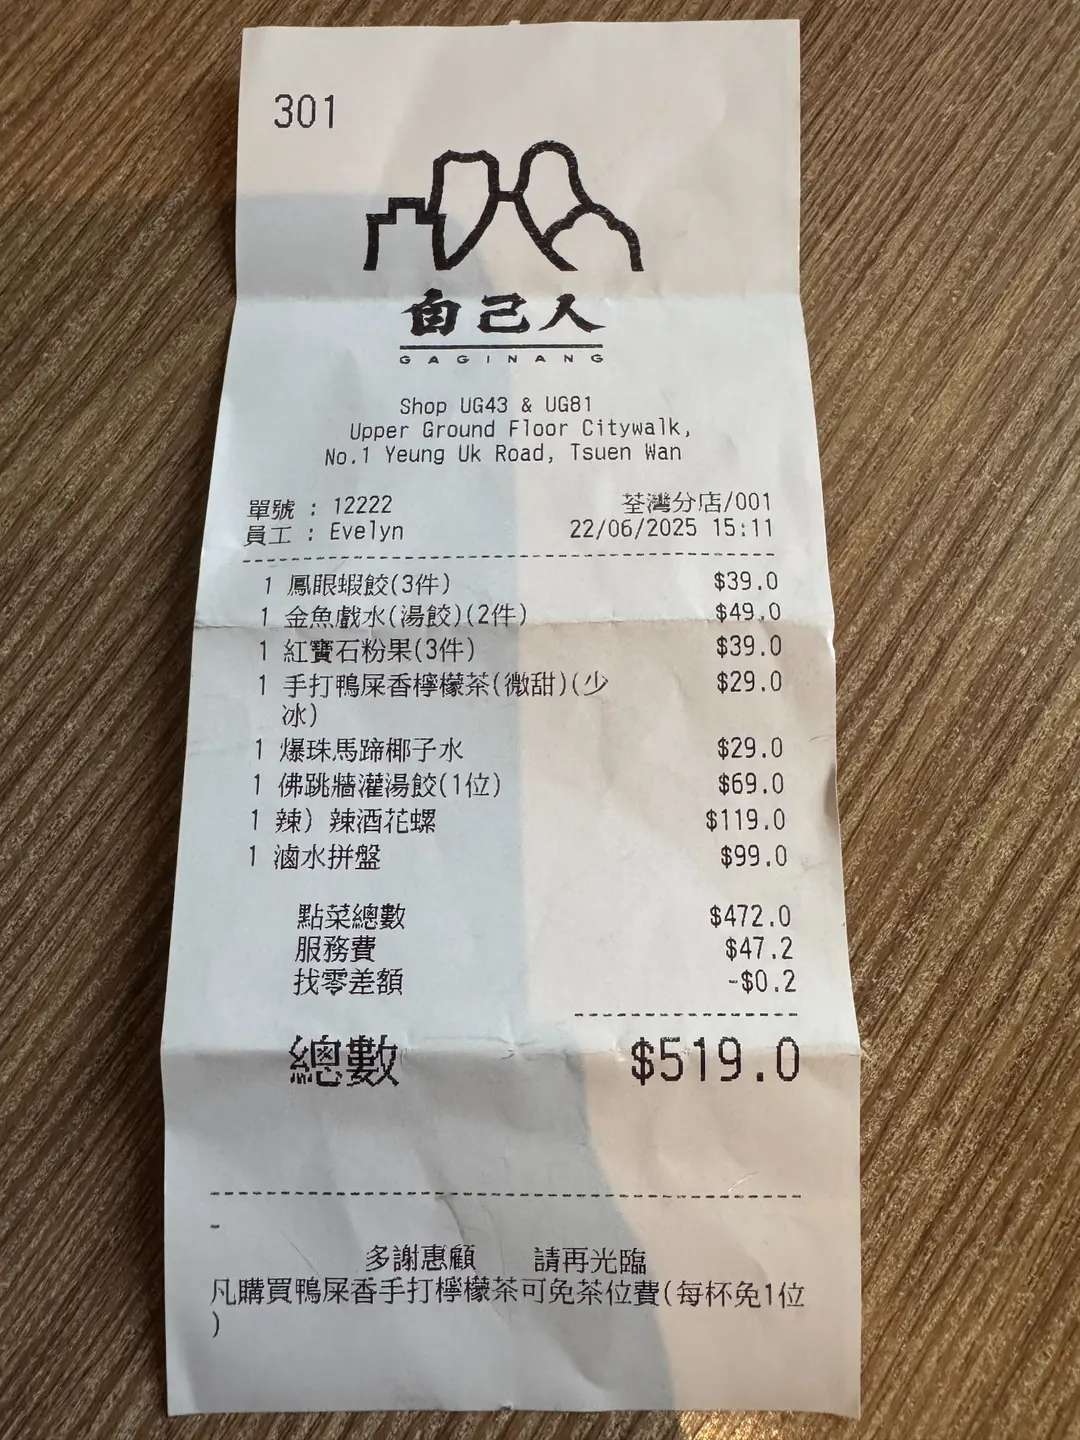 301
自己人
GAGINANG
Shop UG43 & UG81
Upper Ground Floor Citywalk,
No.1 Yeung Uk Road, Tsuen Wan
單號 : 12222 荃灣分店/001
員工 : Evelyn 22/06/2025 15:11
1 鳳眼蝦餃(3件) $39.0
1 金魚戲水(湯餃)(2件) $49.0
1 紅寶石粉果(3件) $39.0
1 手打鴨屎香檸檬茶(微甜)(少 $29.0
冰)
1 爆珠馬蹄椰子水 $29.0
1 佛跳牆灌湯餃(1位) $69.0
1 辣) 辣酒花螺 $119.0
1 滷水拼盤 $99.0
點菜總數 $472.0
服務費 $47.2
找零差額 -$0.2
總數 $519.0
-
多謝惠顧 請再光臨
凡購買鴨屎香手打檸檬茶可免茶位費(每杯免1位
)